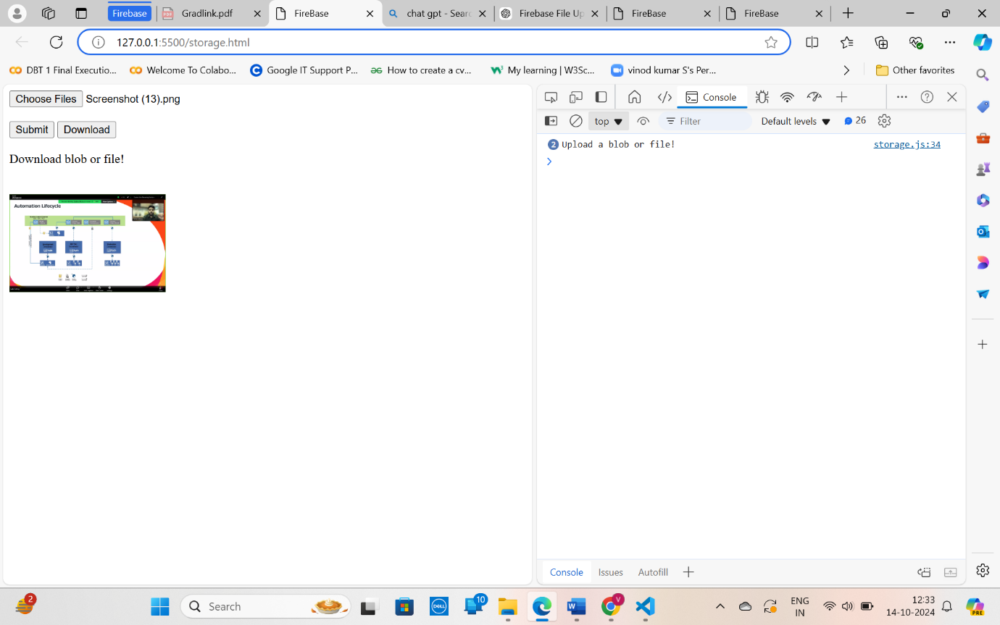 Firebase
Gradlink.pdf
FireBase
chat gpt - Searc
Firebase File Up
FireBase
FireBase
127.0.0.1:5500/storage.html
DBT 1 Final Executio...
Welcome To Colabo...
Google IT Support P...
How to create a cv...
My learning | W3Sc...
vinod kumar S's Per...
Other favorites
Choose Files Screenshot (13).png
Submit
Download
Download blob or file!
Automation Lifecycle
Console
top
Filter
Default levels
26
2 Upload a blob or file!
storage.js:34
Console
Issues
Autofill
2
Search
DELL
10
V
ENG
IN
12:33
14-10-2024
PRE